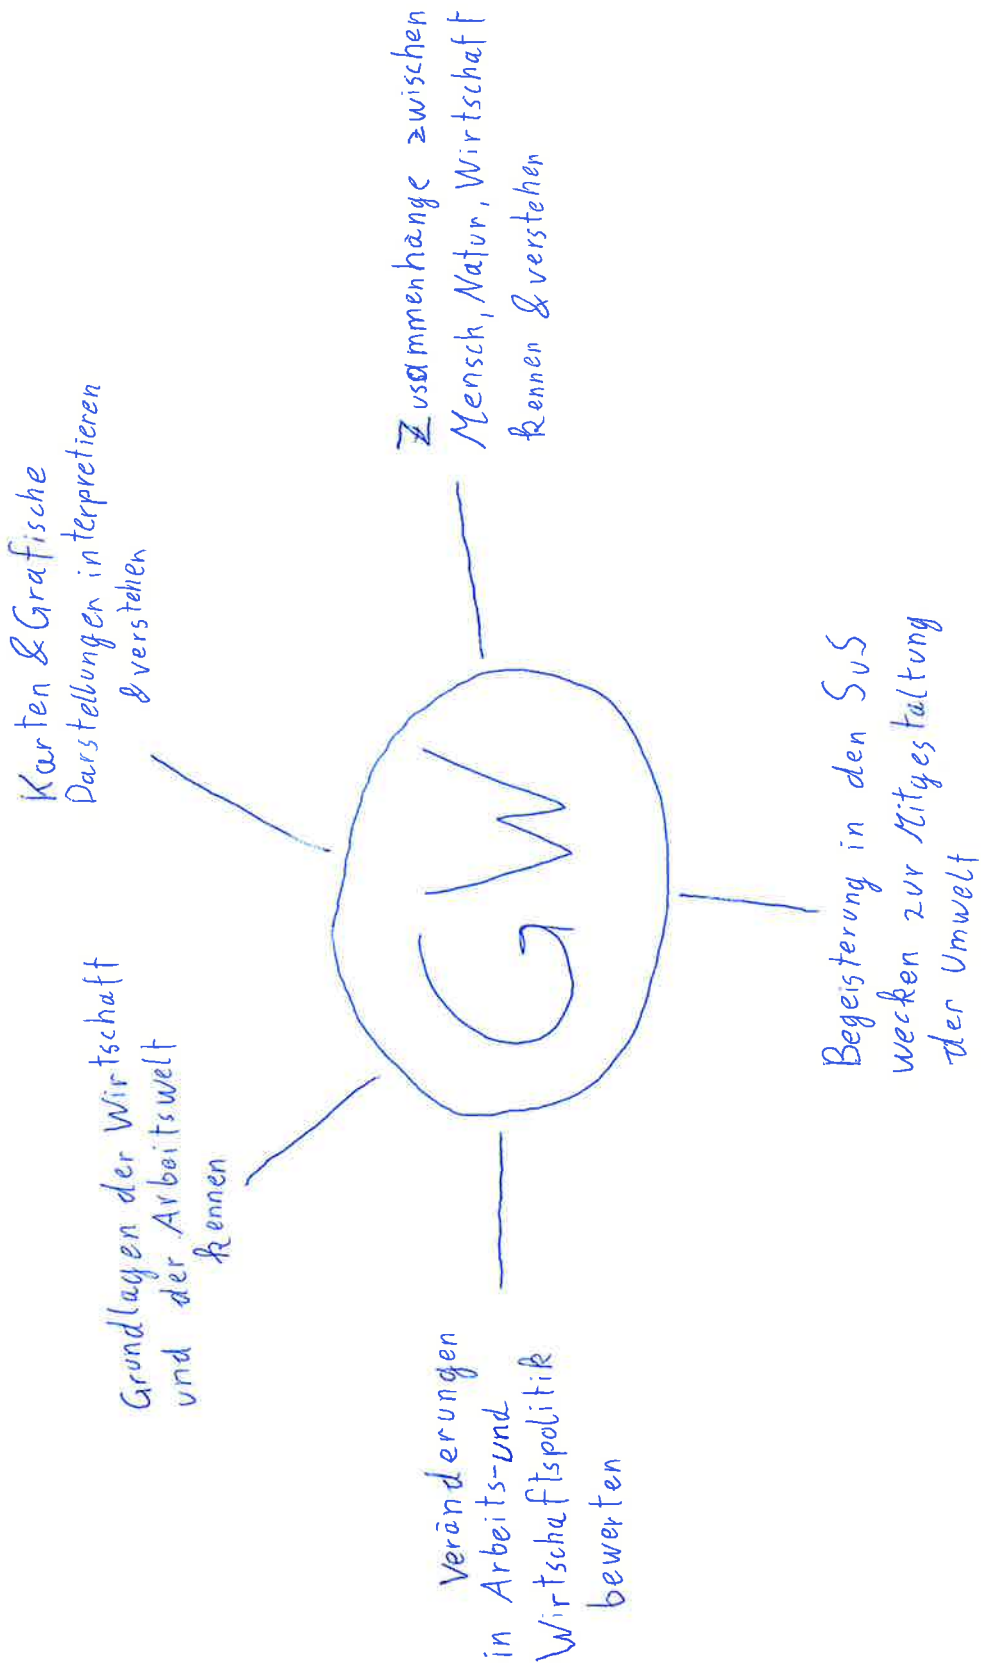 Karten & Grafische
Darstellungen interpretieren
& verstehen
Grundlagen der Wirtschaft
und der Arbeitswelt
kennen
GW
Zusammenhänge zwischen
Mensch, Natur, Wirtschaft
kennen & verstehen
Veränderungen
in Arbeits-und
Wirtschaftspolitik
bewerten
Begeisterung in den SuS
wecken zur Mitgestaltung
der Umwelt